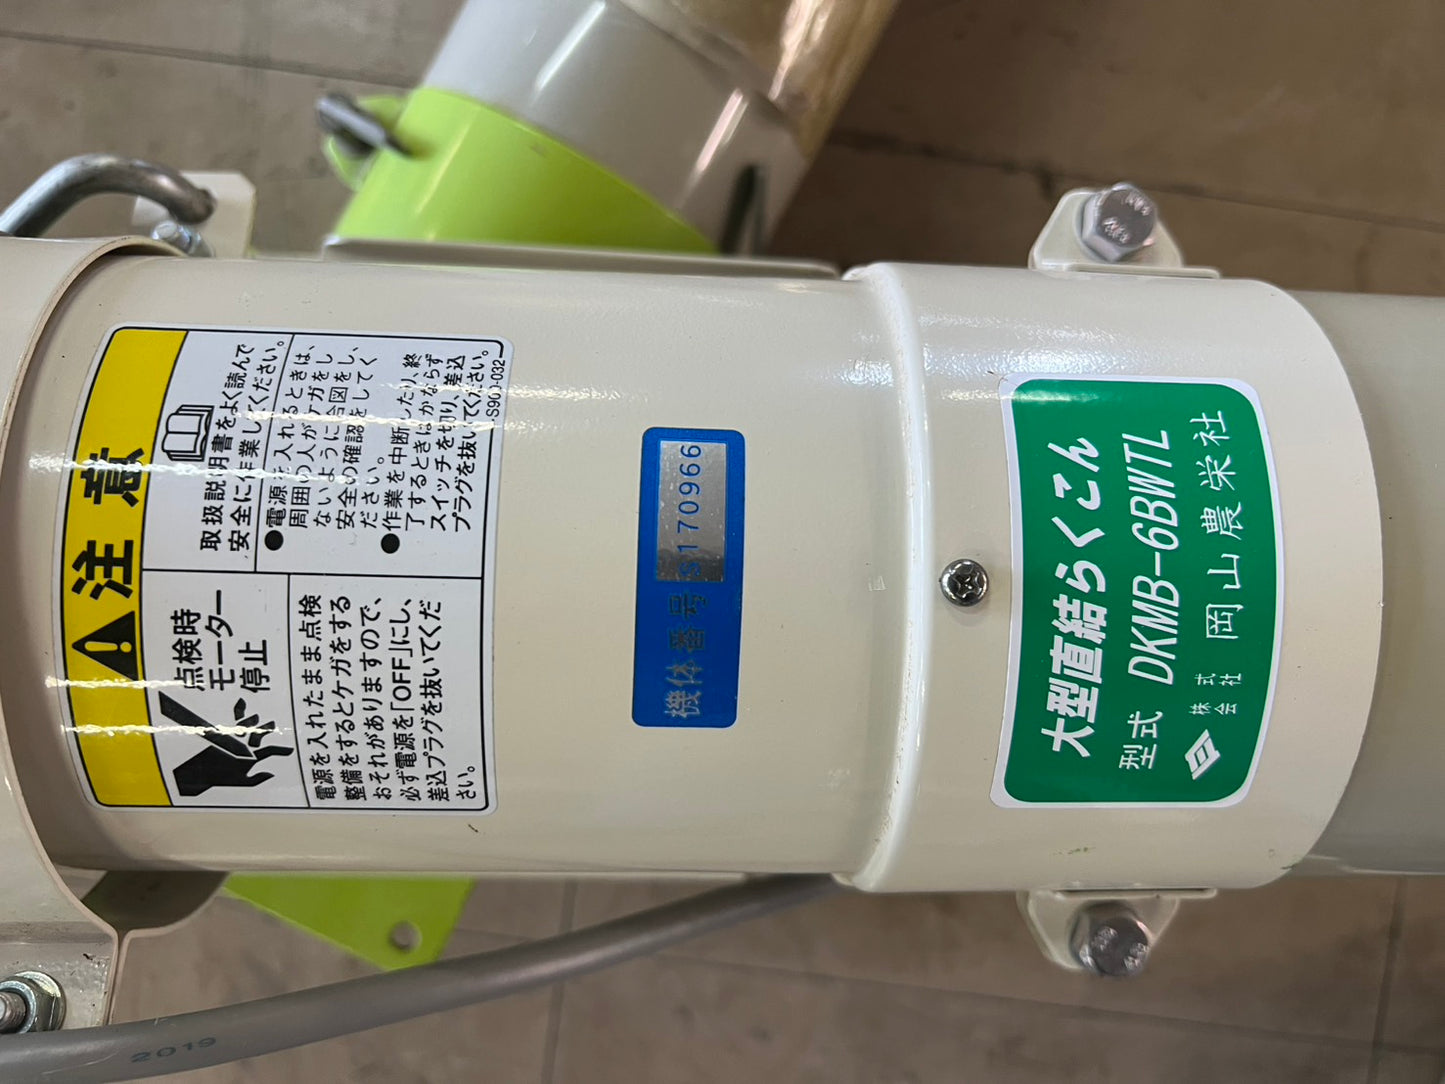 注意
取扱説明書をよく読んで
安全に作業してください。
●電源を入れるときは、
周囲の人がケガをし
ないように合図をし、
安全の確認をしてく
ださい。
●作業を中断したり、終
了するときはかならず
スイッチを切り、差込
プラグを抜いてください。
点検時
モーター
停止
電源を入れたまま点検
整備をするとケガをする
おそれがありますので、
必ず電源を「OFF」にし、
差込プラグを抜いてくだ
さい。
機体番号 S170966
大型直結らくこん
型式 DKMB-6BWTL
株式会社 岡山農栄社
2019